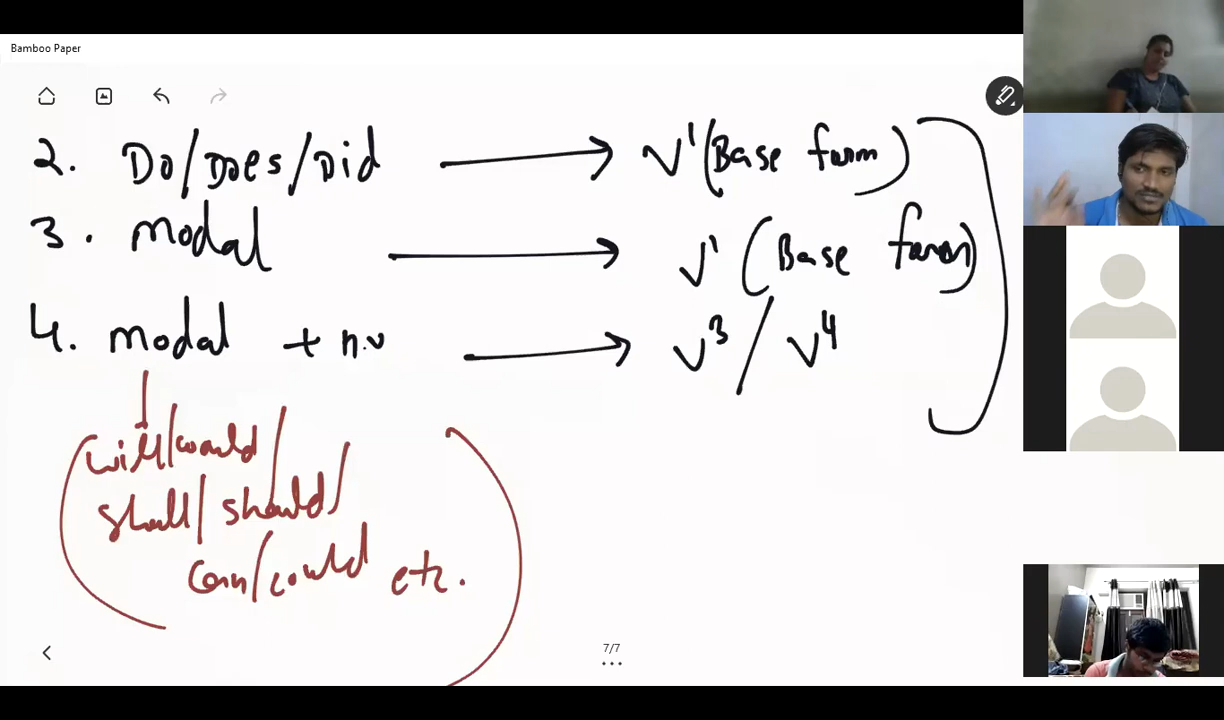 Bamboo Paper
2. Do/Does/Did → V¹ (Base form)
3. modal → V¹ (Base form)
4. modal + h.v → V³ / V⁴
will/would/
shall/should/
can/could etc.
7/7